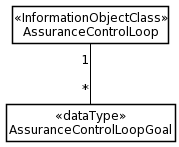 «InformationObjectClass»
AssuranceControlLoop
1
*
«dataType»
AssuranceControlLoopGoal